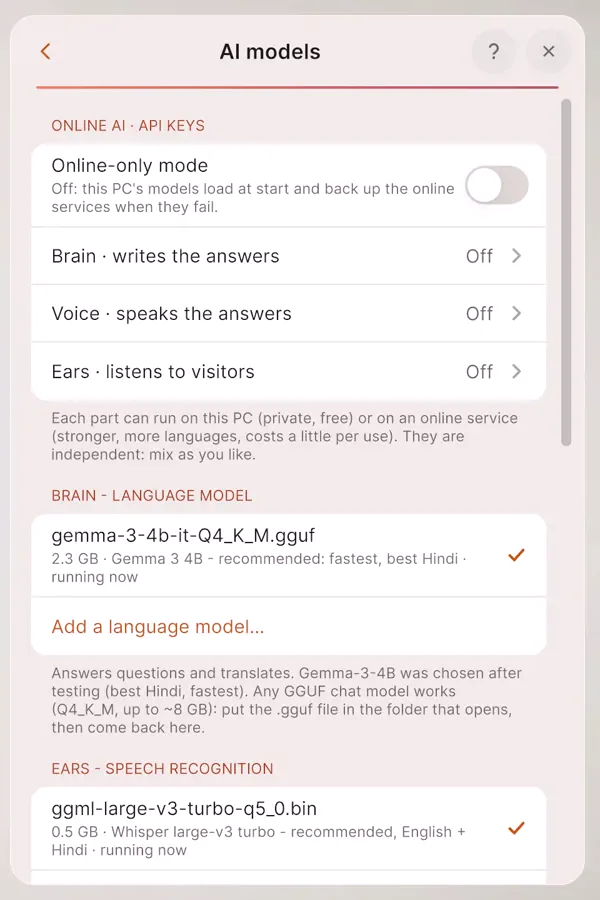 AI models
?
ONLINE AI · API KEYS
Online-only mode
Off: this PC's models load at start and back up the online
services when they fail.
Brain · writes the answers Off
Voice · speaks the answers Off
Ears · listens to visitors Off
Each part can run on this PC (private, free) or on an online service
(stronger, more languages, costs a little per use). They are
independent: mix as you like.
BRAIN - LANGUAGE MODEL
gemma-3-4b-it-Q4_K_M.gguf
2.3 GB · Gemma 3 4B - recommended: fastest, best Hindi ·
running now
Add a language model...
Answers questions and translates. Gemma-3-4B was chosen after
testing (best Hindi, fastest). Any GGUF chat model works
(Q4_K_M, up to ~8 GB): put the .gguf file in the folder that opens,
then come back here.
EARS - SPEECH RECOGNITION
ggml-large-v3-turbo-q5_0.bin
0.5 GB · Whisper large-v3 turbo - recommended, English +
Hindi · running now